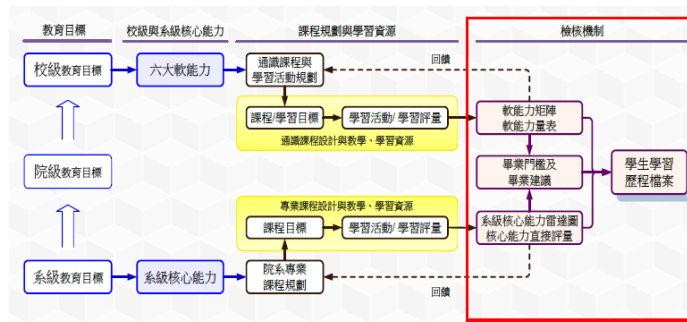 教育目標
校級與系級核心能力
課程規劃與學習資源
檢核機制
校級教育目標
六大軟能力
通識課程與
學習活動規劃
回饋
課程/學習目標
學習活動/ 學習評量
通識課程設計與教學、學習資源
軟能力矩陣
軟能力量表
院級教育目標
畢業門檻及
畢業建議
學生學習
歷程檔案
專業課程設計與教學、學習資源
課程目標
學習活動/ 學習評量
系級核心能力雷達圖
核心能力直接評量
系級教育目標
系級核心能力
院系專業
課程規劃
回饋